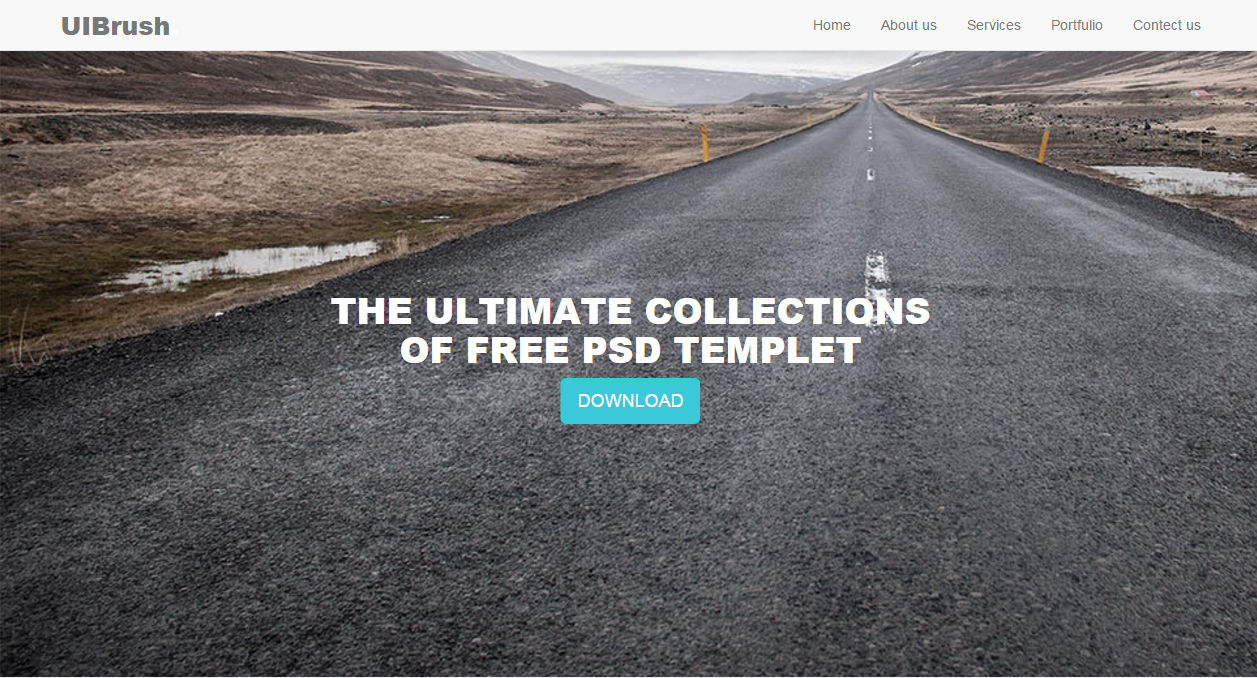 UIBrush.
Home
About us
Services
Portfulio
Contect us
THE ULTIMATE COLLECTIONS
OF FREE PSD TEMPLET
DOWNLOAD